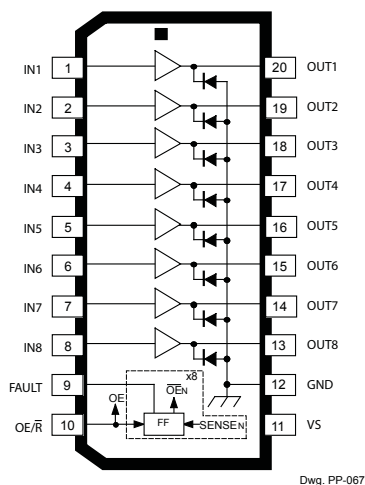 IN1 1 20 OUT1
IN2 2 19 OUT2
IN3 3 18 OUT3
IN4 4 17 OUT4
IN5 5 16 OUT5
IN6 6 15 OUT6
IN7 7 14 OUT7
IN8 8 13 OUT8
x8
FAULT 9 OE̅N̅ 12 GND
OE
OE/R̅ 10 FF SENSEN 11 VS
Dwg. PP-067